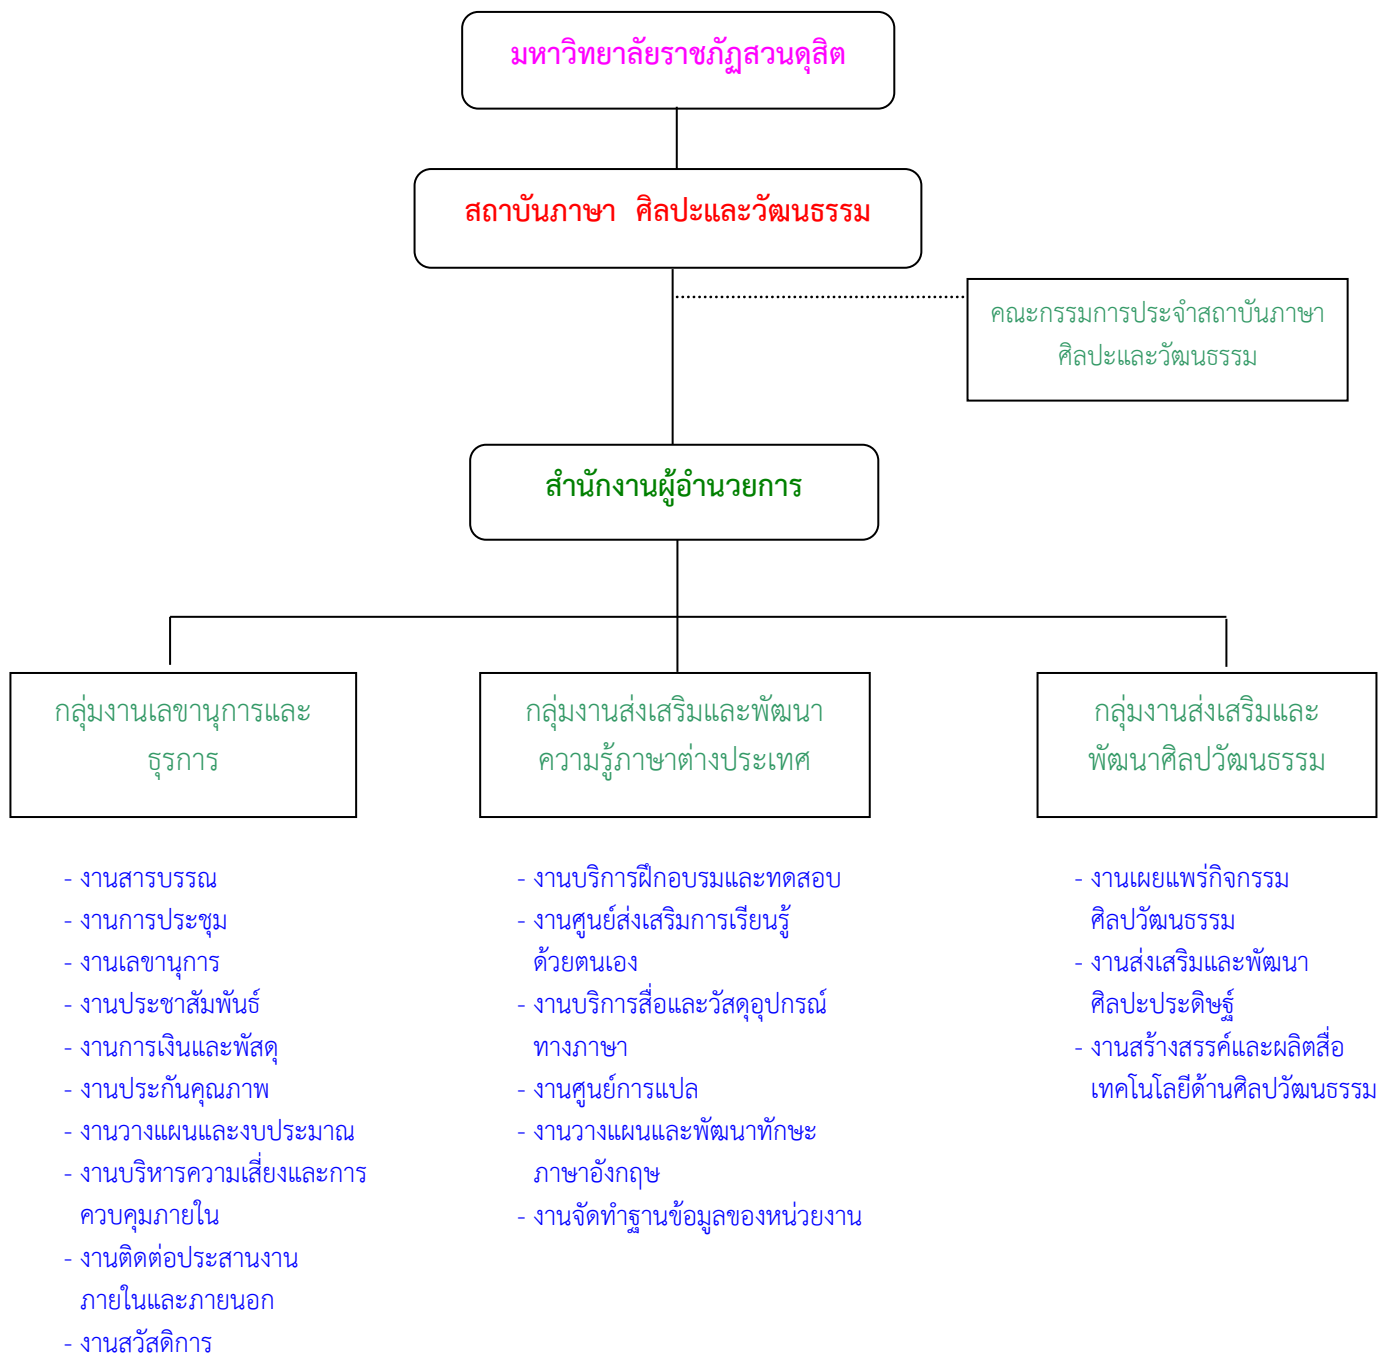 มหาวิทยาลัยราชภัฏสวนดุสิต
สถาบันภาษา ศิลปะและวัฒนธรรม
คณะกรรมการประจำสถาบันภาษา
ศิลปะและวัฒนธรรม
สำนักงานผู้อำนวยการ
กลุ่มงานเลขานุการและ
ธุรการ
กลุ่มงานส่งเสริมและพัฒนา
ความรู้ภาษาต่างประเทศ
กลุ่มงานส่งเสริมและ
พัฒนาศิลปวัฒนธรรม
- งานสารบรรณ
- งานการประชุม
- งานเลขานุการ
- งานประชาสัมพันธ์
- งานการเงินและพัสดุ
- งานประกันคุณภาพ
- งานวางแผนและงบประมาณ
- งานบริหารความเสี่ยงและการ
ควบคุมภายใน
- งานติดต่อประสานงาน
ภายในและภายนอก
- งานสวัสดิการ
- งานบริการฝึกอบรมและทดสอบ
- งานศูนย์ส่งเสริมการเรียนรู้
ด้วยตนเอง
- งานบริการสื่อและวัสดุอุปกรณ์
ทางภาษา
- งานศูนย์การแปล
- งานวางแผนและพัฒนาทักษะ
ภาษาอังกฤษ
- งานจัดทำฐานข้อมูลของหน่วยงาน
- งานเผยแพร่กิจกรรม
ศิลปวัฒนธรรม
- งานส่งเสริมและพัฒนา
ศิลปะประดิษฐ์
- งานสร้างสรรค์และผลิตสื่อ
เทคโนโลยีด้านศิลปวัฒนธรรม